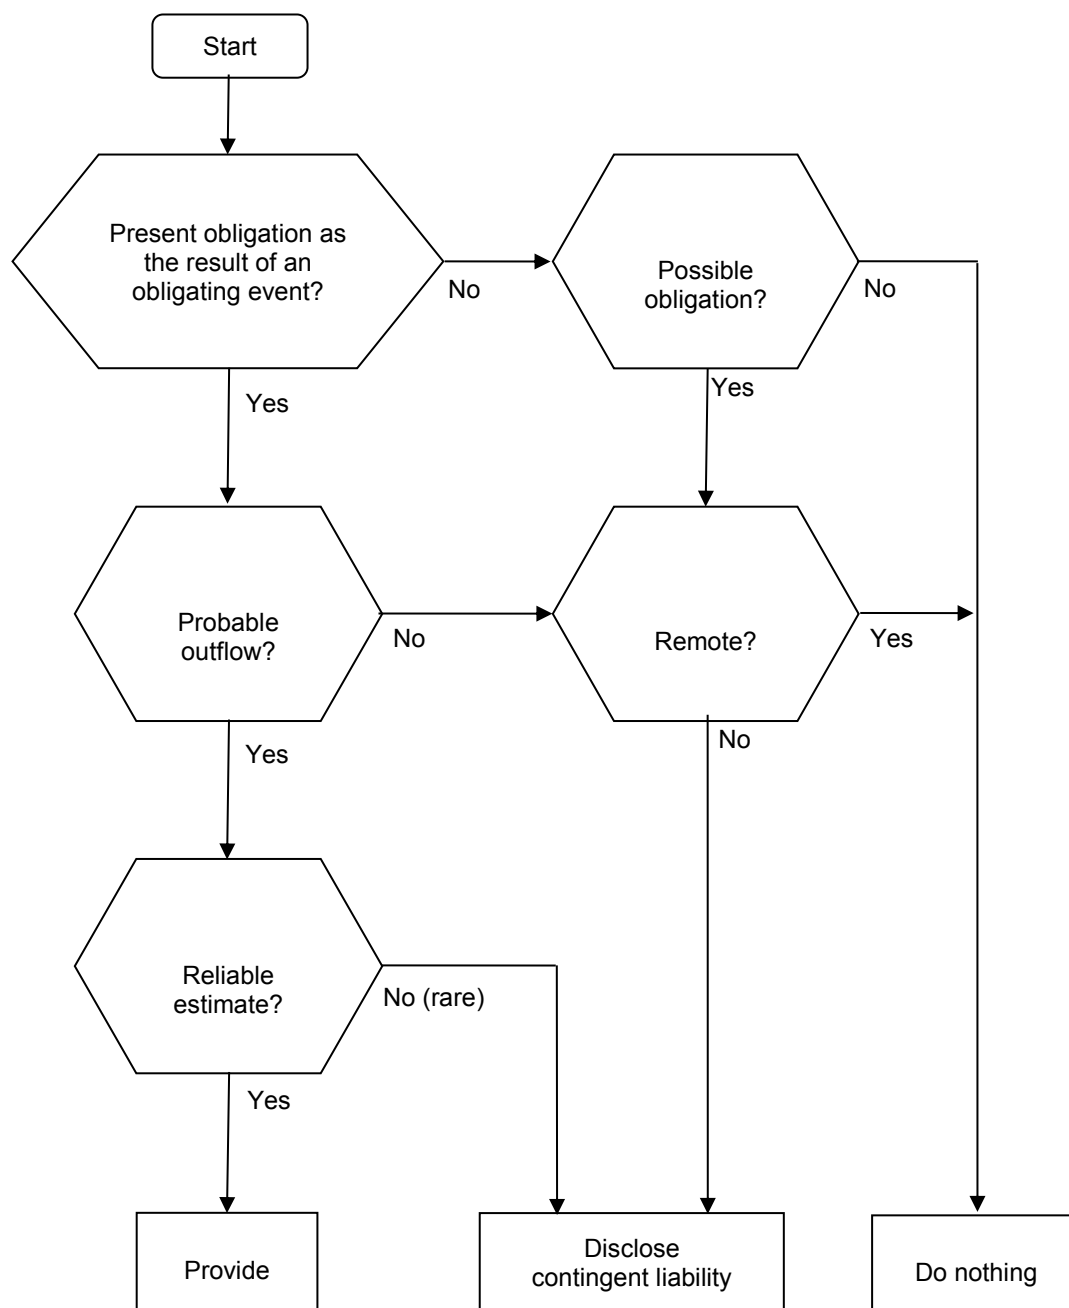 Start
Present obligation as
the result of an
obligating event?
No
Possible
obligation?
No
Yes
Yes
Probable
outflow?
No
Remote?
Yes
Yes
No
Reliable
estimate?
No (rare)
Yes
Provide
Disclose
contingent liability
Do nothing